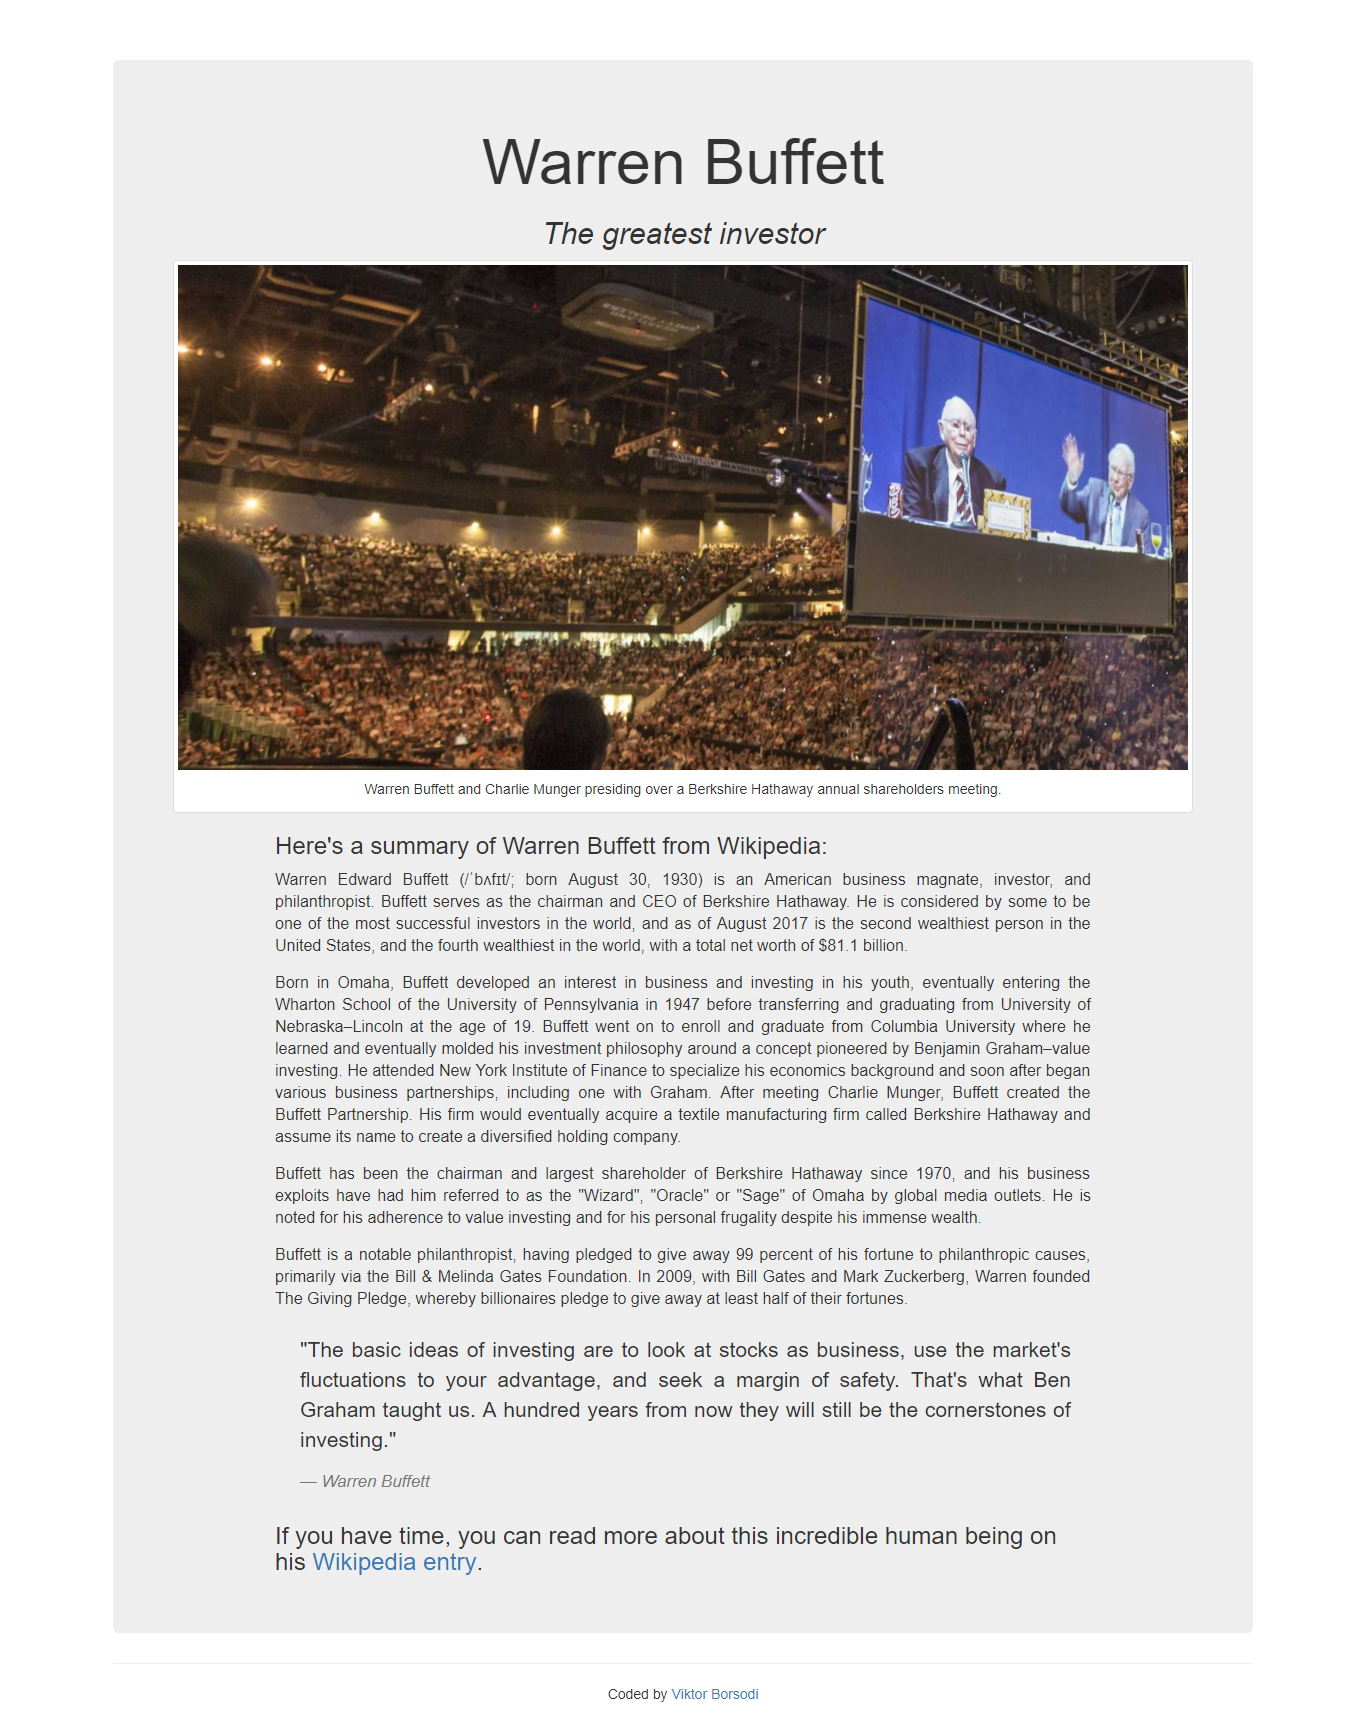 Warren Buffett
The greatest investor
Warren Buffett and Charlie Munger presiding over a Berkshire Hathaway annual shareholders meeting.
Here's a summary of Warren Buffett from Wikipedia:
Warren Edward Buffett (/ˈbʌfɪt/; born August 30, 1930) is an American business magnate, investor, and
philanthropist. Buffett serves as the chairman and CEO of Berkshire Hathaway. He is considered by some to be
one of the most successful investors in the world, and as of August 2017 is the second wealthiest person in the
United States, and the fourth wealthiest in the world, with a total net worth of $81.1 billion.
Born in Omaha, Buffett developed an interest in business and investing in his youth, eventually entering the
Wharton School of the University of Pennsylvania in 1947 before transferring and graduating from University of
Nebraska–Lincoln at the age of 19. Buffett went on to enroll and graduate from Columbia University where he
learned and eventually molded his investment philosophy around a concept pioneered by Benjamin Graham–value
investing. He attended New York Institute of Finance to specialize his economics background and soon after began
various business partnerships, including one with Graham. After meeting Charlie Munger, Buffett created the
Buffett Partnership. His firm would eventually acquire a textile manufacturing firm called Berkshire Hathaway and
assume its name to create a diversified holding company.
Buffett has been the chairman and largest shareholder of Berkshire Hathaway since 1970, and his business
exploits have had him referred to as the "Wizard", "Oracle" or "Sage" of Omaha by global media outlets. He is
noted for his adherence to value investing and for his personal frugality despite his immense wealth.
Buffett is a notable philanthropist, having pledged to give away 99 percent of his fortune to philanthropic causes,
primarily via the Bill & Melinda Gates Foundation. In 2009, with Bill Gates and Mark Zuckerberg, Warren founded
The Giving Pledge, whereby billionaires pledge to give away at least half of their fortunes.
"The basic ideas of investing are to look at stocks as business, use the market's
fluctuations to your advantage, and seek a margin of safety. That's what Ben
Graham taught us. A hundred years from now they will still be the cornerstones of
investing."
— Warren Buffett
If you have time, you can read more about this incredible human being on
his Wikipedia entry.
Coded by Viktor Borsodi